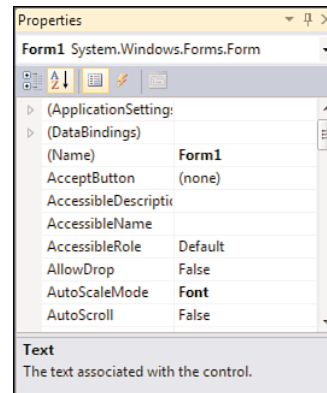 Properties
Form1 System.Windows.Forms.Form
(ApplicationSettings
(DataBindings)
(Name) Form1
AcceptButton (none)
AccessibleDescriptic
AccessibleName
AccessibleRole Default
AllowDrop False
AutoScaleMode Font
AutoScroll False
Text
The text associated with the control.